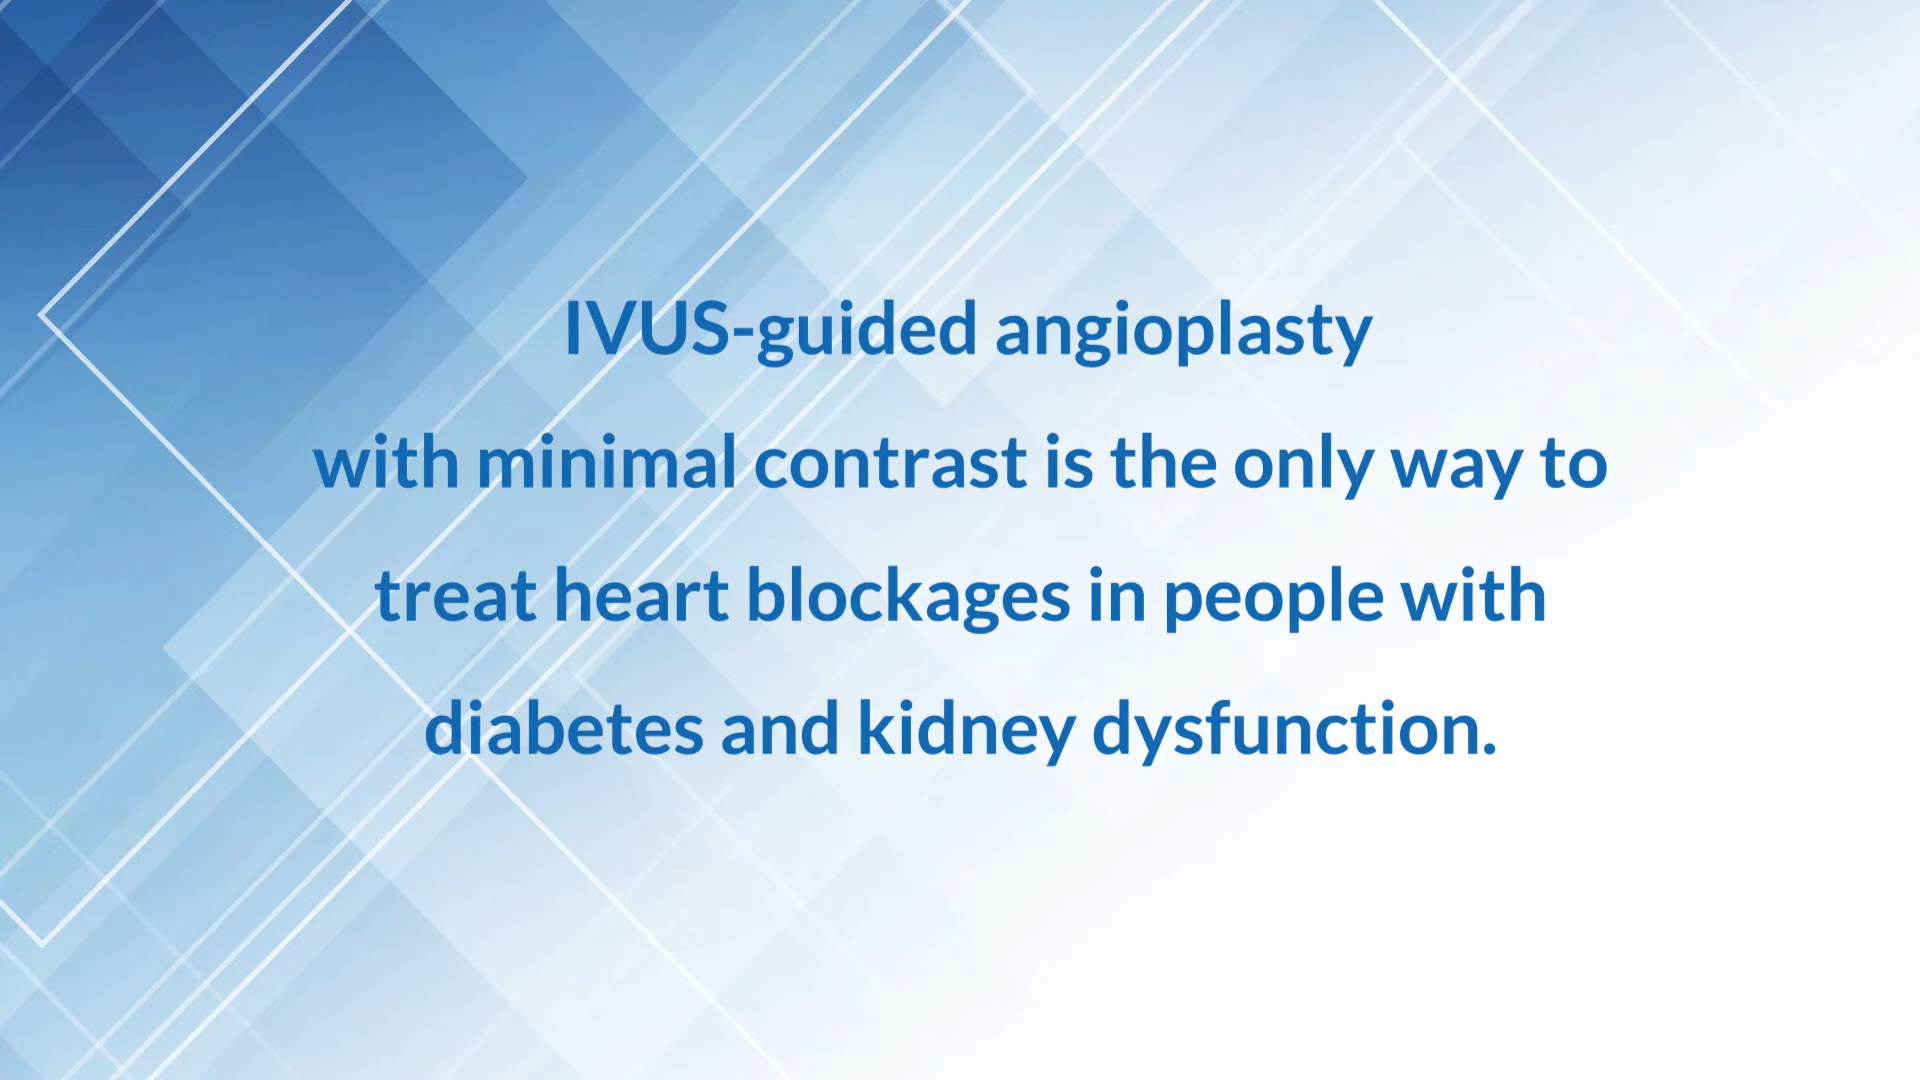 IVUS-guided angioplasty
with minimal contrast is the only way to
treat heart blockages in people with
diabetes and kidney dysfunction.